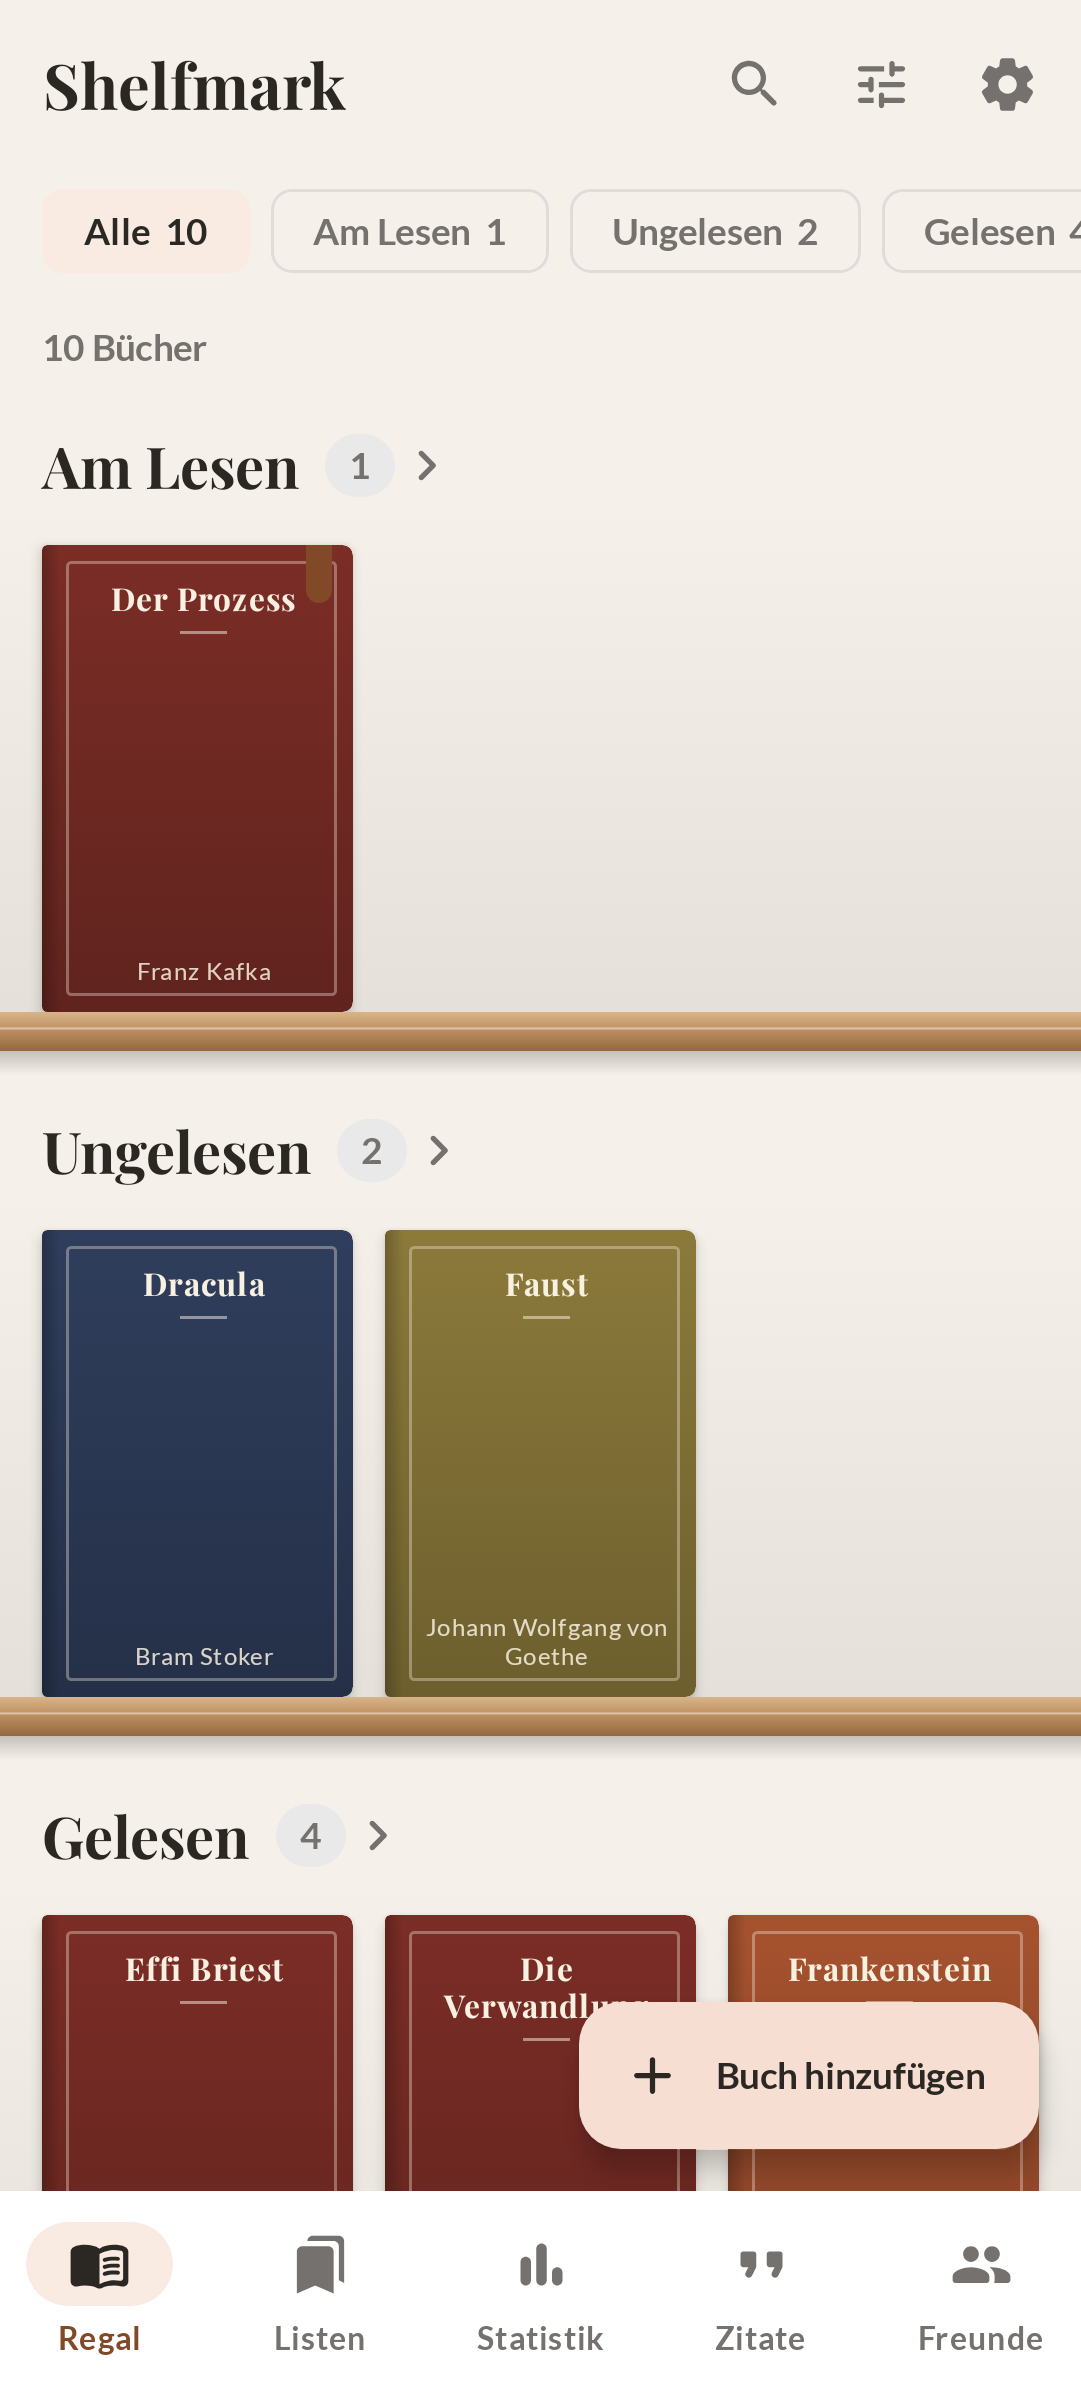 Shelfmark
Alle 10
Am Lesen 1
Ungelesen 2
Gelesen
10 Bücher
Am Lesen 1
Der Prozess
Franz Kafka
Ungelesen 2
Dracula
Faust
Bram Stoker
Johann Wolfgang von
Goethe
Gelesen 4
Effi Briest
Die
Frankenstein
Buch hinzufügen
Regal
Listen
Statistik
Zitate
Freunde